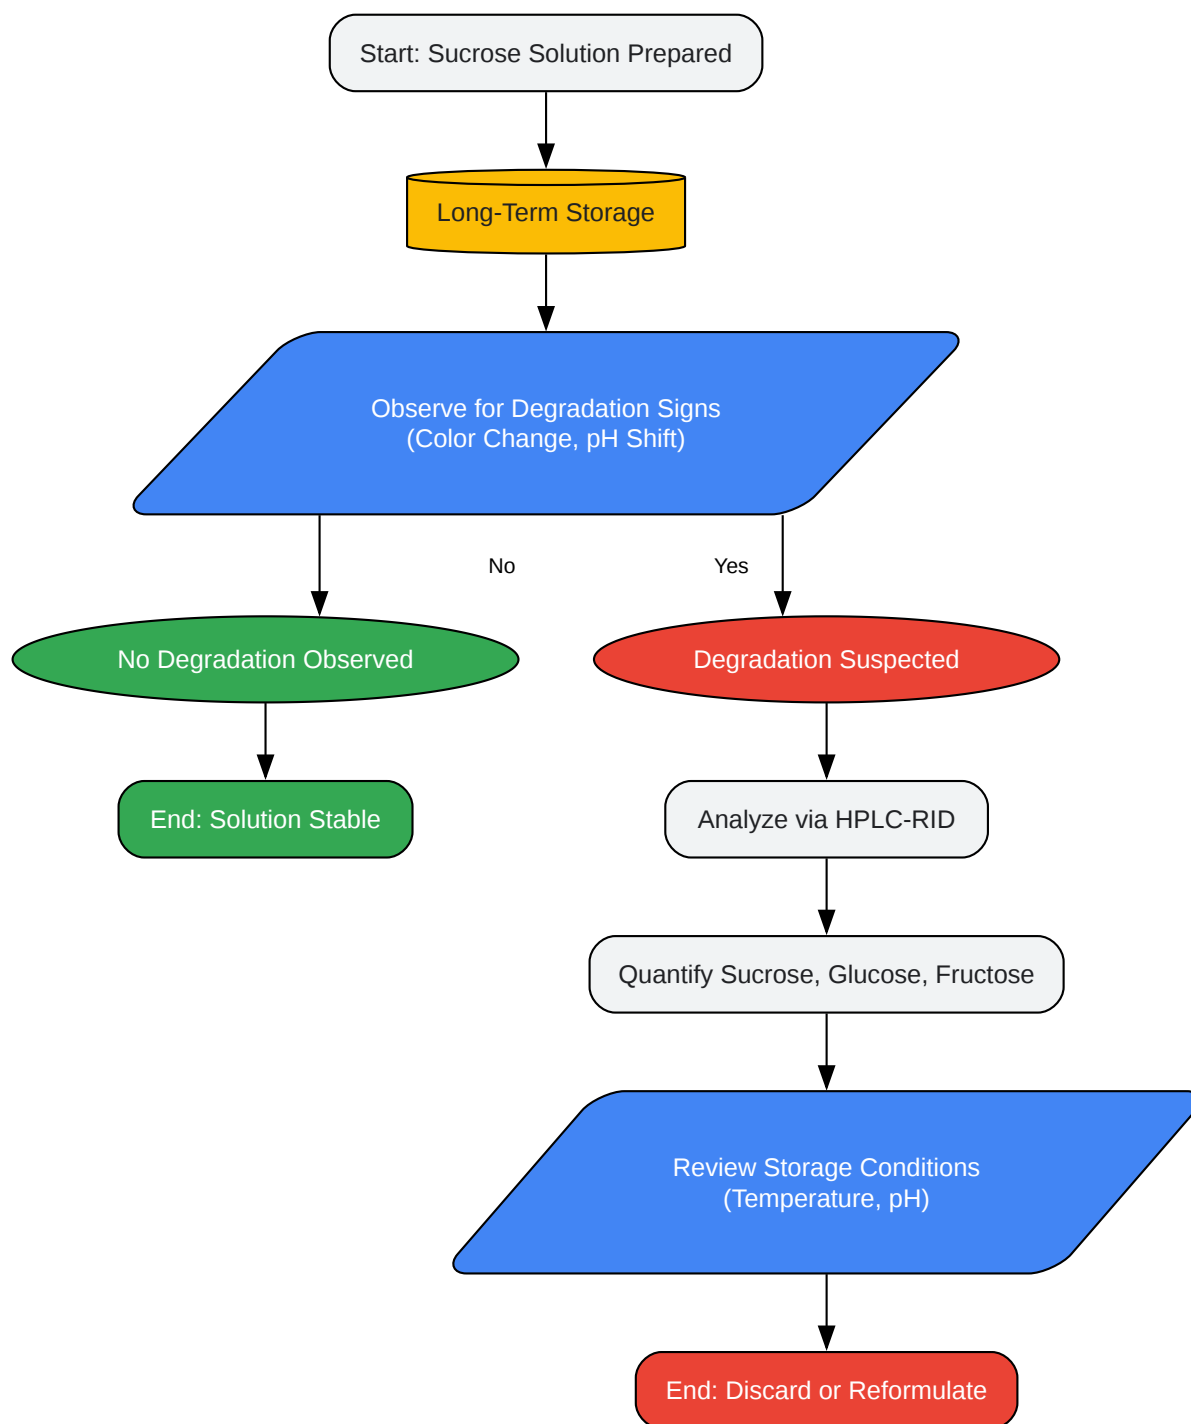 Start: Sucrose Solution Prepared
Long-Term Storage
Observe for Degradation Signs
(Color Change, pH Shift)
No
Yes
No Degradation Observed
Degradation Suspected
End: Solution Stable
Analyze via HPLC-RID
Quantify Sucrose, Glucose, Fructose
Review Storage Conditions
(Temperature, pH)
End: Discard or Reformulate